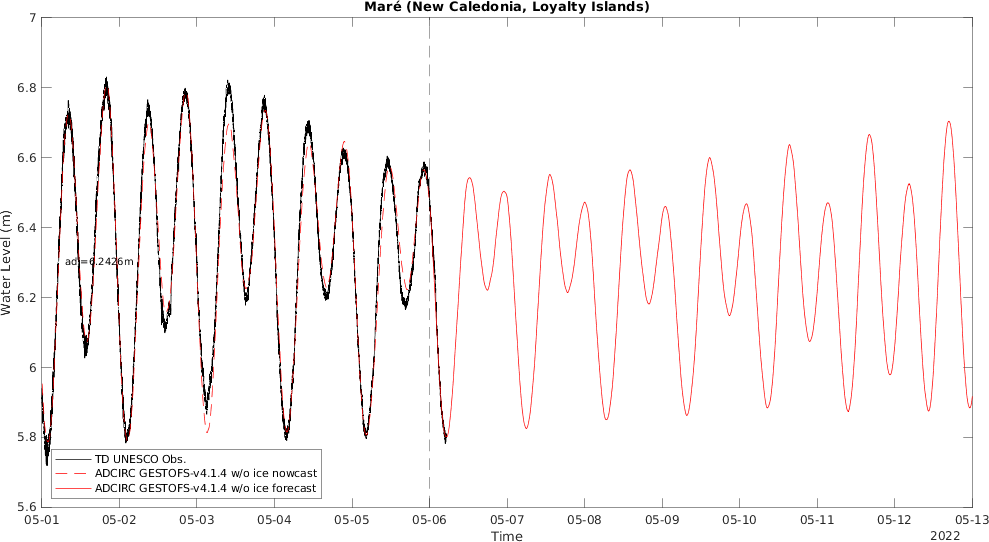 Maré (New Caledonia, Loyalty Islands)
Water Level (m)
7
6.8
6.6
6.4
6.2
6
5.8
5.6
adj=6.2426m
TD UNESCO Obs.
ADCIRC GESTOFS-v4.1.4 w/o ice nowcast
ADCIRC GESTOFS-v4.1.4 w/o ice forecast
05-01 05-02 05-03 05-04 05-05 05-06 05-07 05-08 05-09 05-10 05-11 05-12 05-13
Time
2022